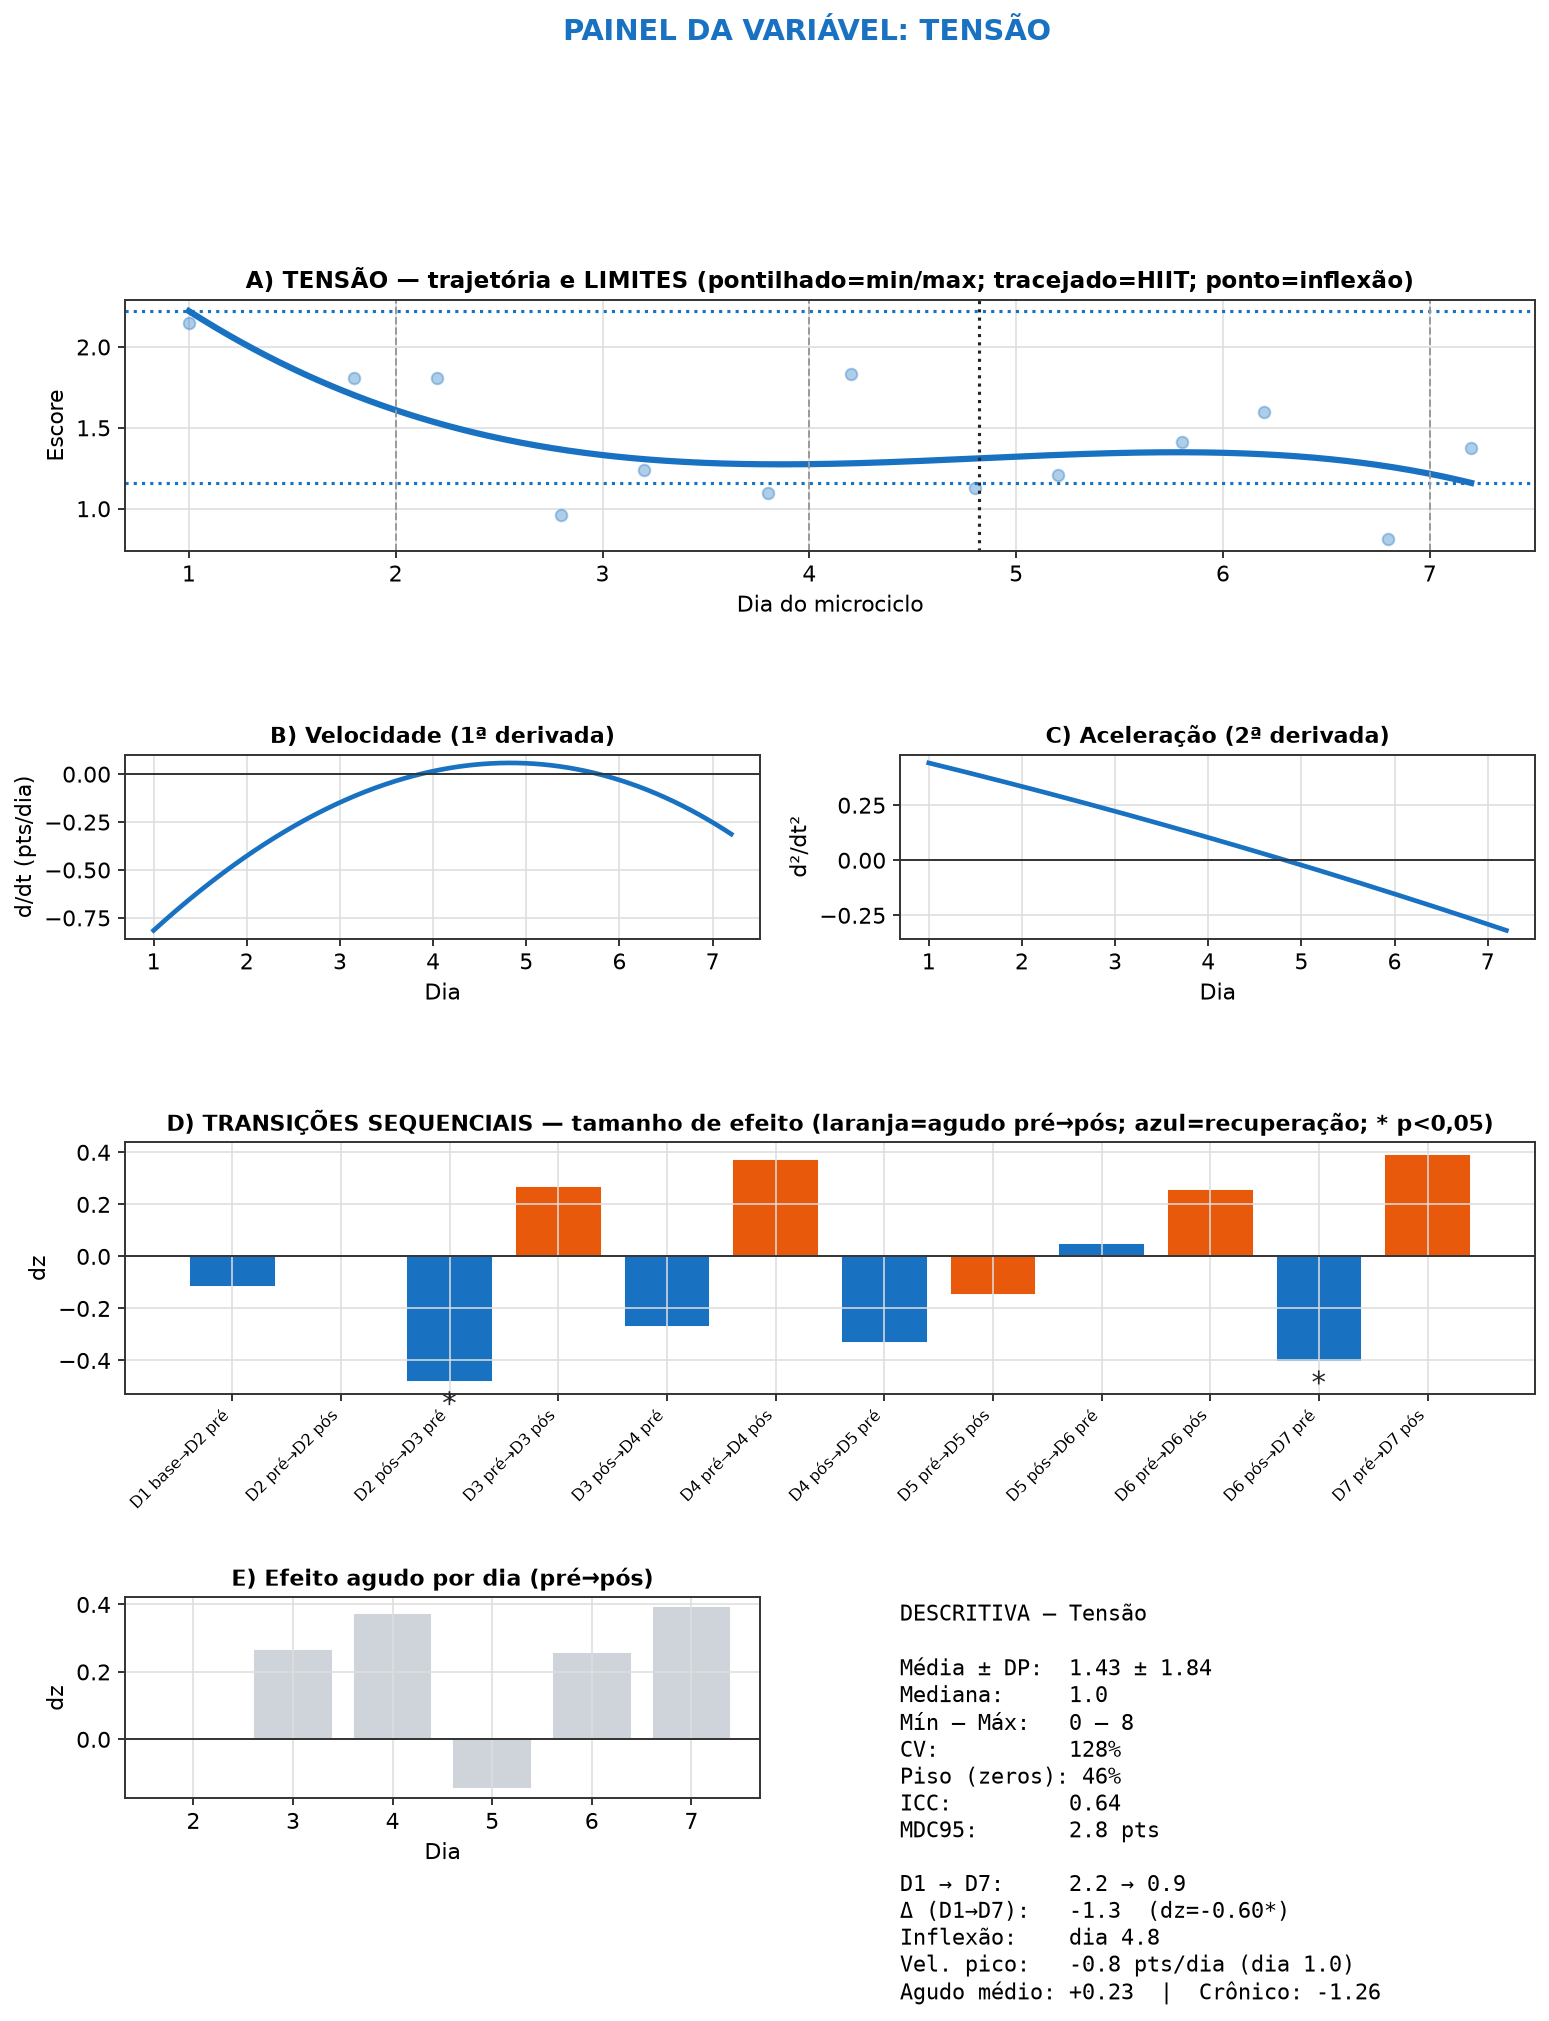 PAINEL DA VARIÁVEL: TENSÃO
A) TENSÃO — trajetória e LIMITES (pontilhado=min/max; tracejado=HIIT; ponto=inflexão)
Escore
2.0
1.5
1.0
1 2 3 4 5 6 7
Dia do microciclo
B) Velocidade (1ª derivada)
d/dt (pts/dia)
0.00
−0.25
−0.50
−0.75
1 2 3 4 5 6 7
Dia
C) Aceleração (2ª derivada)
d²/dt²
0.25
0.00
−0.25
1 2 3 4 5 6 7
Dia
D) TRANSIÇÕES SEQUENCIAIS — tamanho de efeito (laranja=agudo pré→pós; azul=recuperação; * p<0,05)
dz
0.4
0.2
0.0
−0.2
−0.4
* *
D1 base→D2 pré
D2 pré→D2 pós
D2 pós→D3 pré
D3 pré→D3 pós
D3 pós→D4 pré
D4 pré→D4 pós
D4 pós→D5 pré
D5 pré→D5 pós
D5 pós→D6 pré
D6 pré→D6 pós
D6 pós→D7 pré
D7 pré→D7 pós
E) Efeito agudo por dia (pré→pós)
dz
0.4
0.2
0.0
2 3 4 5 6 7
Dia
DESCRITIVA — Tensão
Média ± DP: 1.43 ± 1.84
Mediana: 1.0
Mín – Máx: 0 – 8
CV: 128%
Piso (zeros): 46%
ICC: 0.64
MDC95: 2.8 pts
D1 → D7: 2.2 → 0.9
Δ (D1→D7): -1.3 (dz=-0.60*)
Inflexão: dia 4.8
Vel. pico: -0.8 pts/dia (dia 1.0)
Agudo médio: +0.23 | Crônico: -1.26